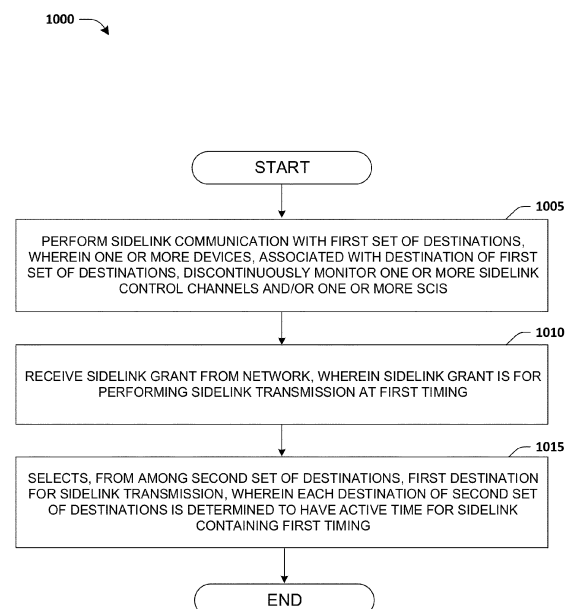 1000
START
1005
PERFORM SIDELINK COMMUNICATION WITH FIRST SET OF DESTINATIONS,
WHEREIN ONE OR MORE DEVICES, ASSOCIATED WITH DESTINATION OF FIRST
SET OF DESTINATIONS, DISCONTINUOUSLY MONITOR ONE OR MORE SIDELINK
CONTROL CHANNELS AND/OR ONE OR MORE SCIS
1010
RECEIVE SIDELINK GRANT FROM NETWORK, WHEREIN SIDELINK GRANT IS FOR
PERFORMING SIDELINK TRANSMISSION AT FIRST TIMING
1015
SELECTS, FROM AMONG SECOND SET OF DESTINATIONS, FIRST DESTINATION
FOR SIDELINK TRANSMISSION, WHEREIN EACH DESTINATION OF SECOND SET
OF DESTINATIONS IS DETERMINED TO HAVE ACTIVE TIME FOR SIDELINK
CONTAINING FIRST TIMING
END